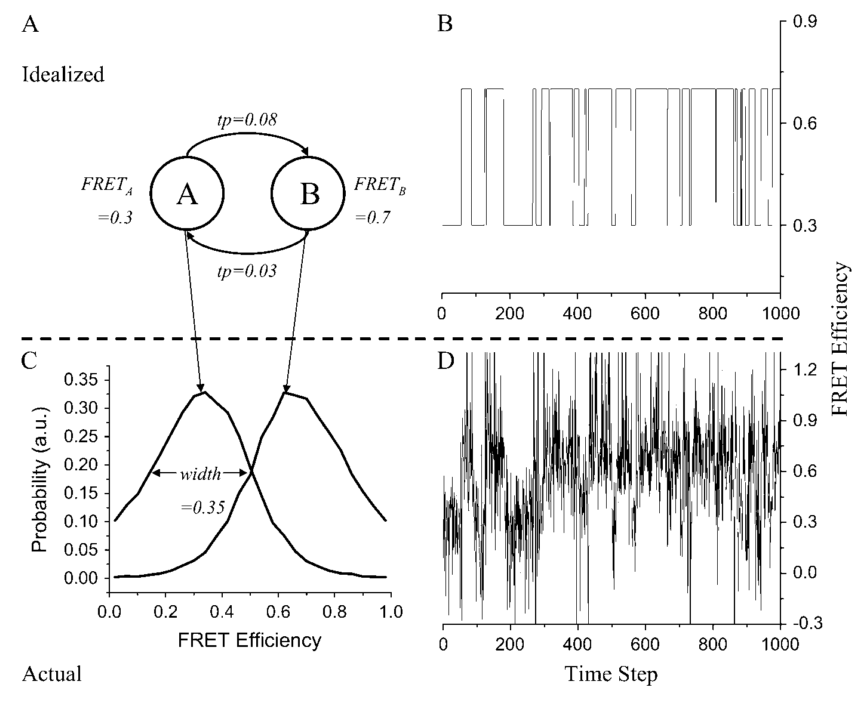 A
Idealized
tp=0.08
FRETA
=0.3
A
B
FRETB
=0.7
tp=0.03
B
0.9
0.6
0.3
0 200 400 600 800 1000
C
0.35
0.30
0.25
0.20
0.15
0.10
0.05
0.00
Probability (a.u.)
width
=0.35
0.0 0.2 0.4 0.6 0.8 1.0
FRET Efficiency
Actual
D
1.2
0.9
0.6
0.3
0.0
-0.3
0 200 400 600 800 1000
Time Step
FRET Efficiency